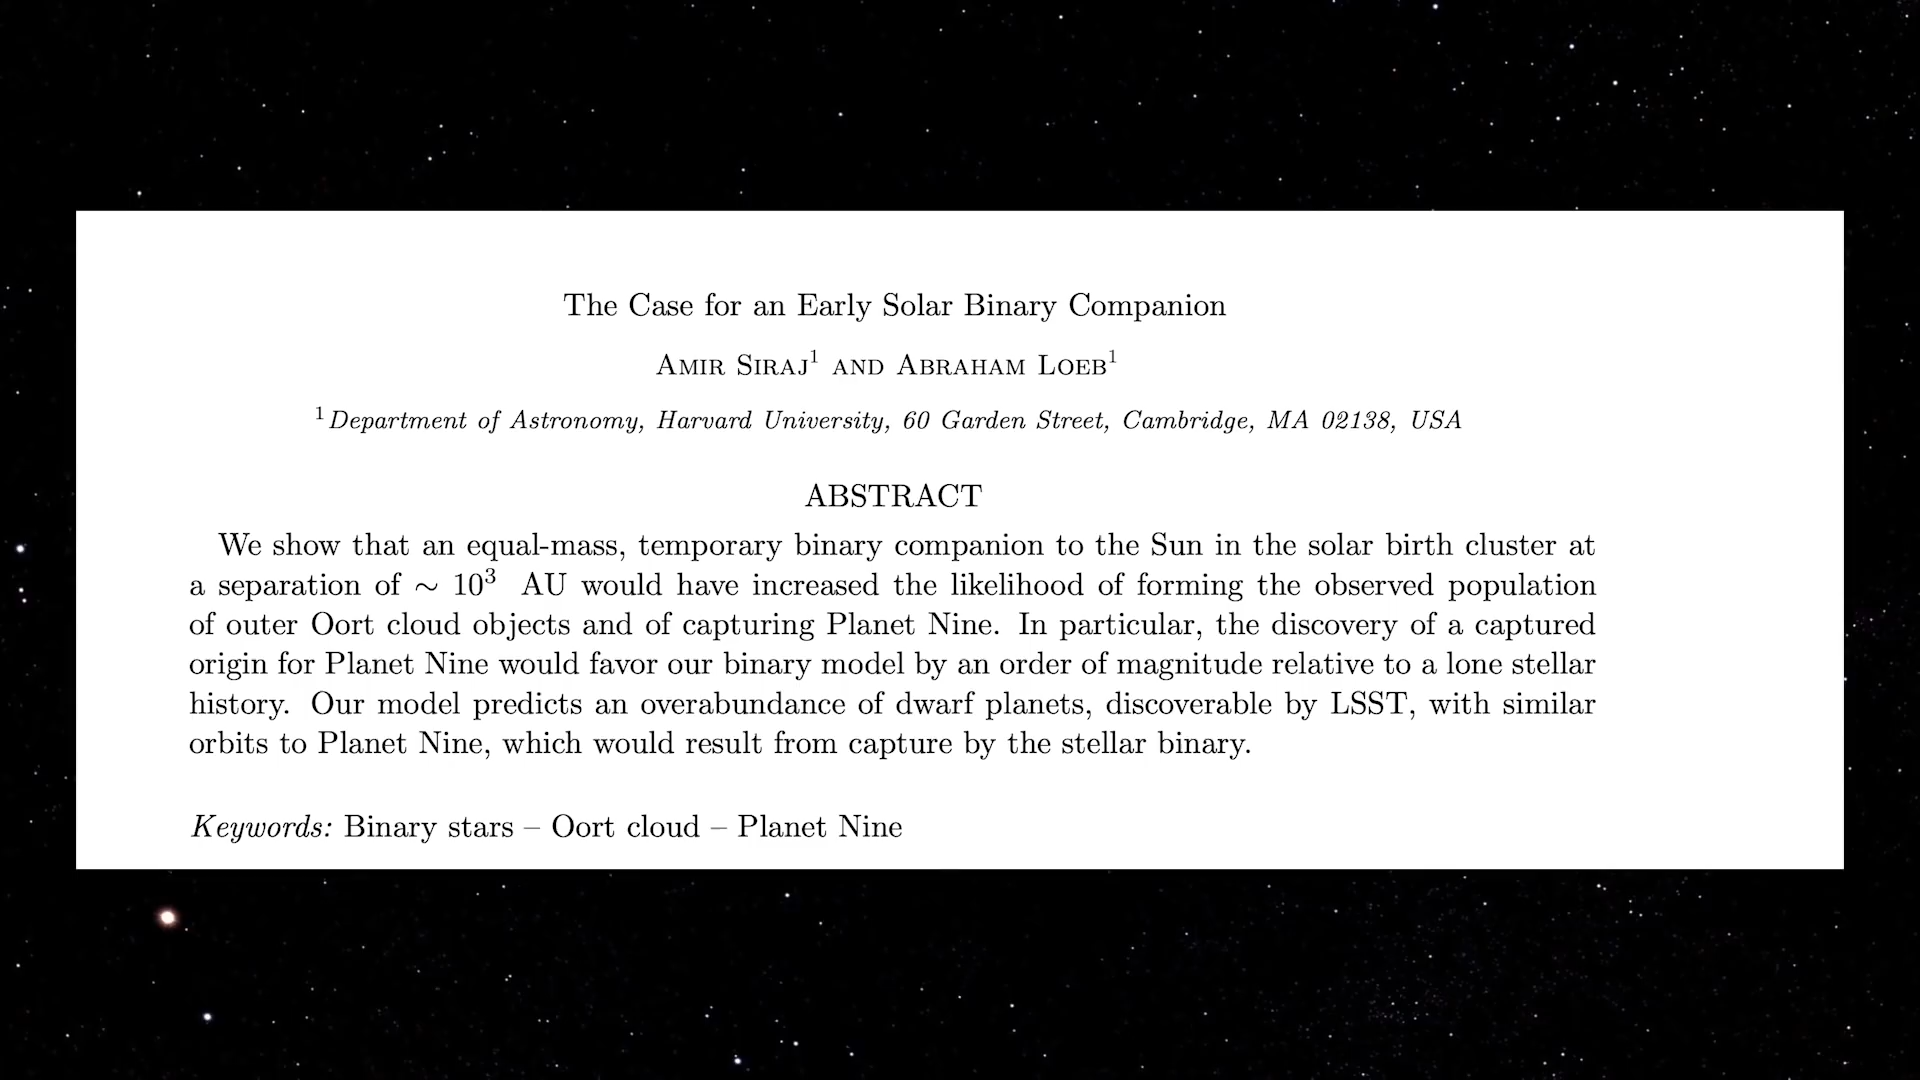 The Case for an Early Solar Binary Companion
Amir Siraj¹ and Abraham Loeb¹
¹Department of Astronomy, Harvard University, 60 Garden Street, Cambridge, MA 02138, USA
ABSTRACT
We show that an equal-mass, temporary binary companion to the Sun in the solar birth cluster at
a separation of ~ 10³ AU would have increased the likelihood of forming the observed population
of outer Oort cloud objects and of capturing Planet Nine. In particular, the discovery of a captured
origin for Planet Nine would favor our binary model by an order of magnitude relative to a lone stellar
history. Our model predicts an overabundance of dwarf planets, discoverable by LSST, with similar
orbits to Planet Nine, which would result from capture by the stellar binary.
Keywords: Binary stars – Oort cloud – Planet Nine